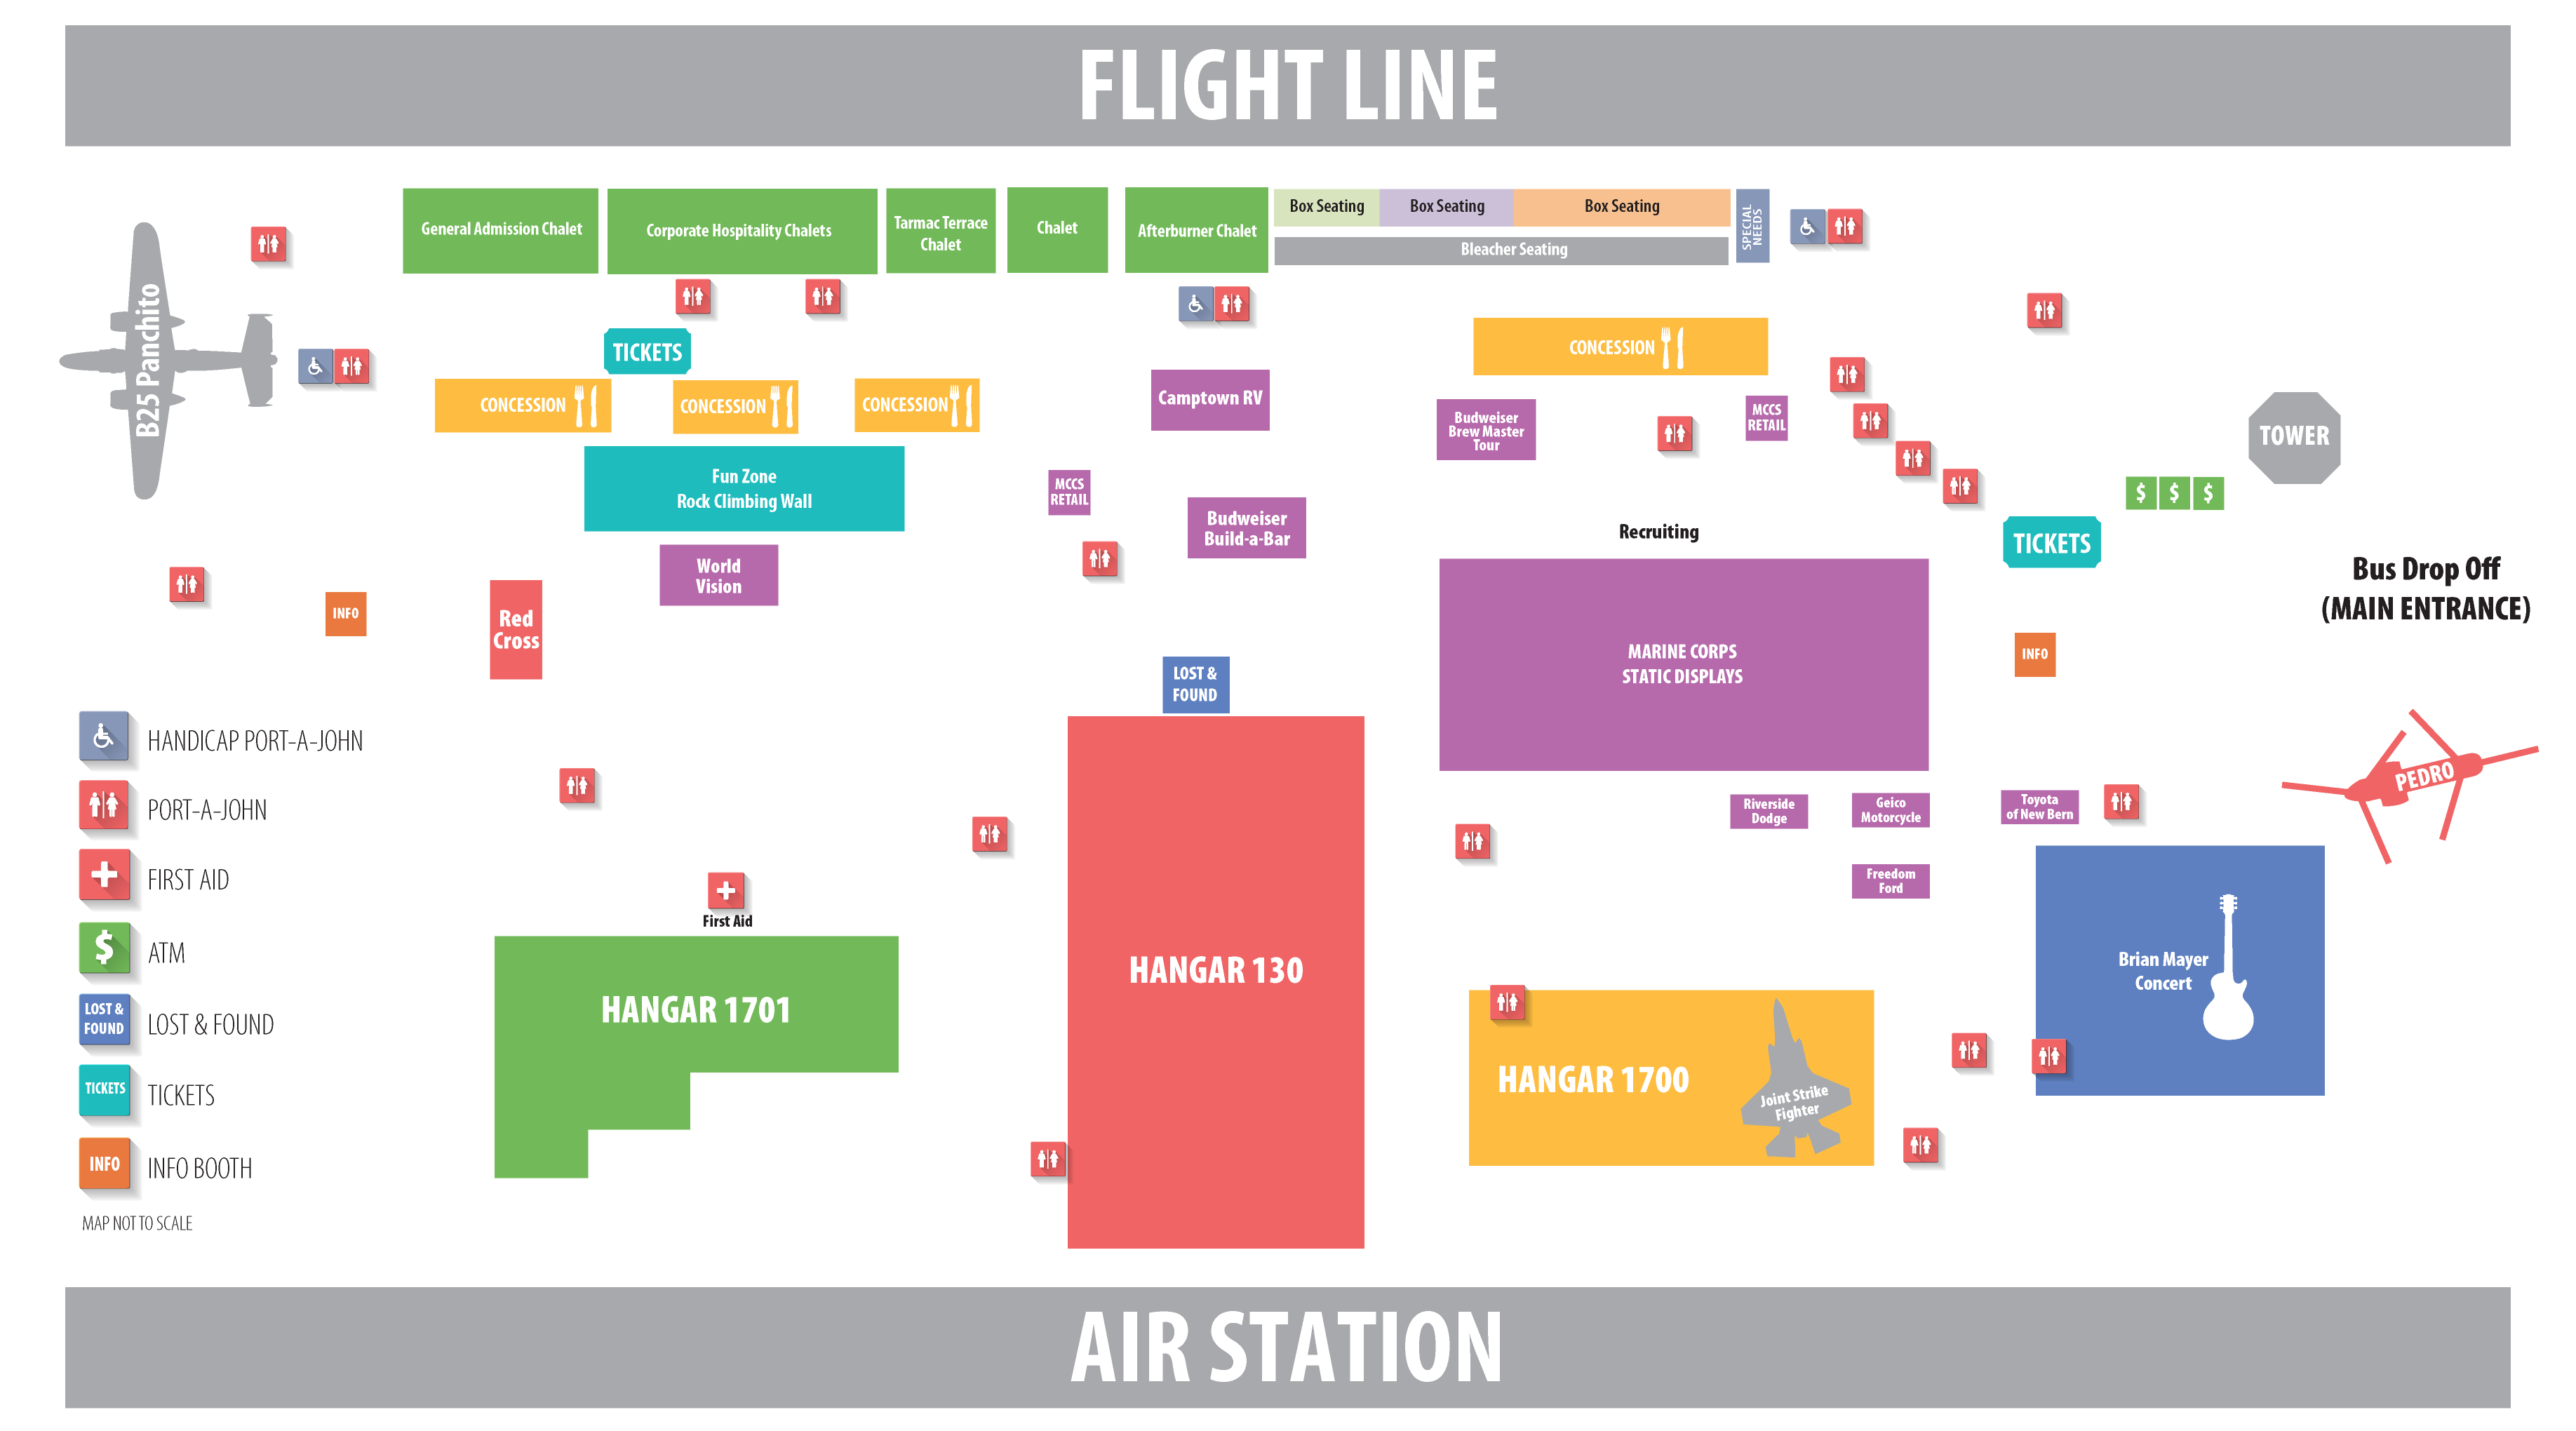 FLIGHT LINE
General Admission Chalet
Corporate Hospitality Chalets
Tarmac Terrace
Chalet
Chalet
Afterburner Chalet
Box Seating
Box Seating
Box Seating
Bleacher Seating
SPECIAL
NEEDS
B25 Panchito
TICKETS
CONCESSION
CONCESSION
CONCESSION
CONCESSION
Camptown RV
Budweiser
Brew Master
Tour
MCCS
RETAIL
TOWER
Fun Zone
Rock Climbing Wall
MCCS
RETAIL
Budweiser
Build-a-Bar
$
$
$
Recruiting
TICKETS
World
Vision
Bus Drop Off
(MAIN ENTRANCE)
INFO
Red
Cross
LOST &
FOUND
MARINE CORPS
STATIC DISPLAYS
INFO
PEDRO
Riverside
Dodge
Geico
Motorcycle
Toyota
of New Bern
Freedom
Ford
First Aid
HANGAR 1701
HANGAR 130
HANGAR 1700
Joint Strike
Fighter
Brian Mayer
Concert
HANDICAP PORT-A-JOHN
PORT-A-JOHN
FIRST AID
$
ATM
LOST &
FOUND
LOST & FOUND
TICKETS
TICKETS
INFO
INFO BOOTH
MAP NOT TO SCALE
AIR STATION